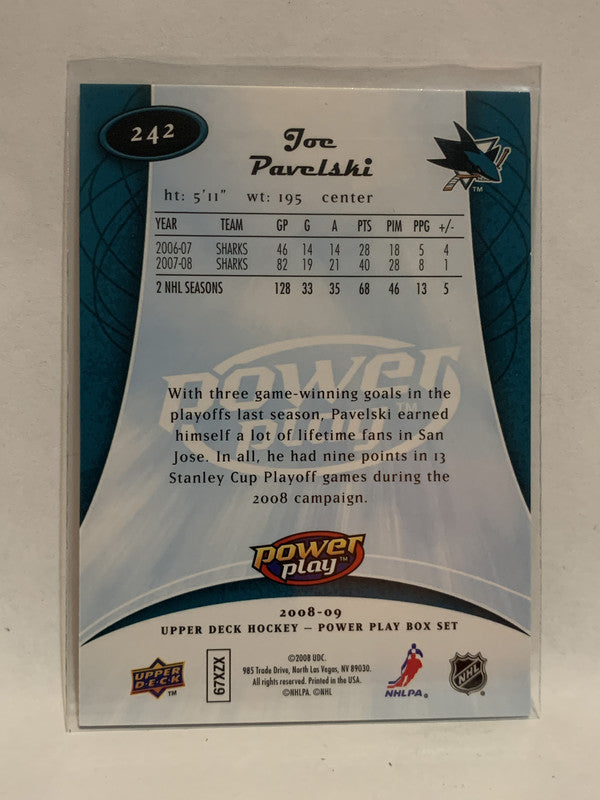 242
Joe
Pavelski
TM
ht: 5'11" wt: 195 center
YEAR TEAM GP G A PTS PIM PPG +/-
2006-07 SHARKS 46 14 14 28 18 5 4
2007-08 SHARKS 82 19 21 40 28 8 1
2 NHL SEASONS 128 33 35 68 46 13 5
power
play TM
With three game-winning goals in the
playoffs last season, Pavelski earned
himself a lot of lifetime fans in San
Jose. In all, he had nine points in 13
Stanley Cup Playoff games during the
2008 campaign.
power
play TM
2008-09
UPPER DECK HOCKEY – POWER PLAY BOX SET
UPPER
DECK
TM
67XZX
©2008 UDC.
985 Trade Drive, North Las Vegas, NV 89030.
All rights reserved. Printed in the USA.
©NHLPA. ©NHL
NHLPA®
NHL ®